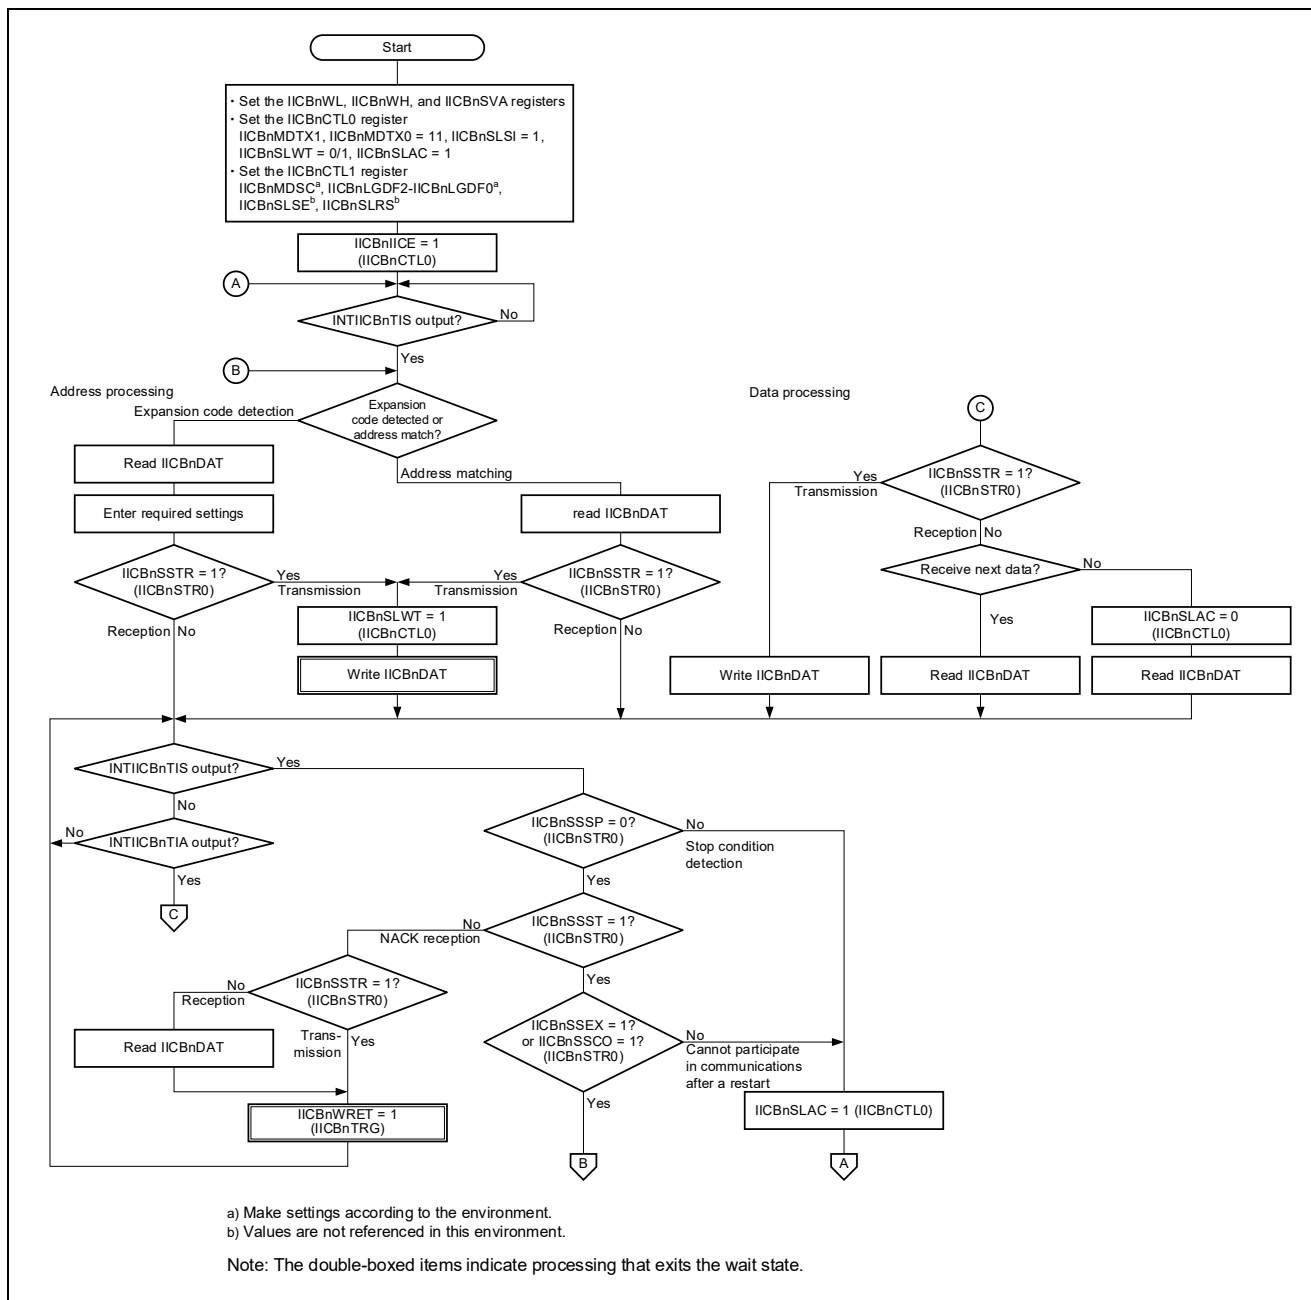 Start
・Set the IICBnWL, IICBnWH, and IICBnSVA registers
・Set the IICBnCTL0 register
IICBnMDTX1, IICBnMDTX0 = 11, IICBnSLSI = 1,
IICBnSLWT = 0/1, IICBnSLAC = 1
・Set the IICBnCTL1 register
IICBnMDSCa, IICBnLGDF2-IICBnLGDF0a,
IICBnSLSEb, IICBnSLRSb
IICBnIICE = 1
(IICBnCTL0)
A
INTIICBnTIS output?
No
Yes
B
Address processing
Expansion code detection
Expansion
code detected or
address match?
Address matching
Read IICBnDAT
Enter required settings
IICBnSSTR = 1?
(IICBnSTR0)
Yes
Transmission
Reception
No
read IICBnDAT
IICBnSSTR = 1?
(IICBnSTR0)
Yes
Transmission
Reception
No
IICBnSLWT = 1
(IICBnCTL0)
Write IICBnDAT
Data processing
C
IICBnSSTR = 1?
(IICBnSTR0)
Yes
Transmission
Reception
No
Receive next data?
No
Yes
IICBnSLAC = 0
(IICBnCTL0)
Write IICBnDAT
Read IICBnDAT
Read IICBnDAT
INTIICBnTIS output?
Yes
No
INTIICBnTIA output?
No
Yes
C
IICBnSSSP = 0?
(IICBnSTR0)
No
Stop condition
detection
Yes
IICBnSSST = 1?
(IICBnSTR0)
No
NACK reception
Yes
IICBnSSTR = 1?
(IICBnSTR0)
No
Reception
Trans-
mission
Yes
Read IICBnDAT
IICBnWRET = 1
(IICBnTRG)
IICBnSSEX = 1?
or IICBnSSCO = 1?
(IICBnSTR0)
No
Cannot participate
in communications
after a restart
Yes
IICBnSLAC = 1 (IICBnCTL0)
B
A
a) Make settings according to the environment.
b) Values are not referenced in this environment.
Note: The double-boxed items indicate processing that exits the wait state.